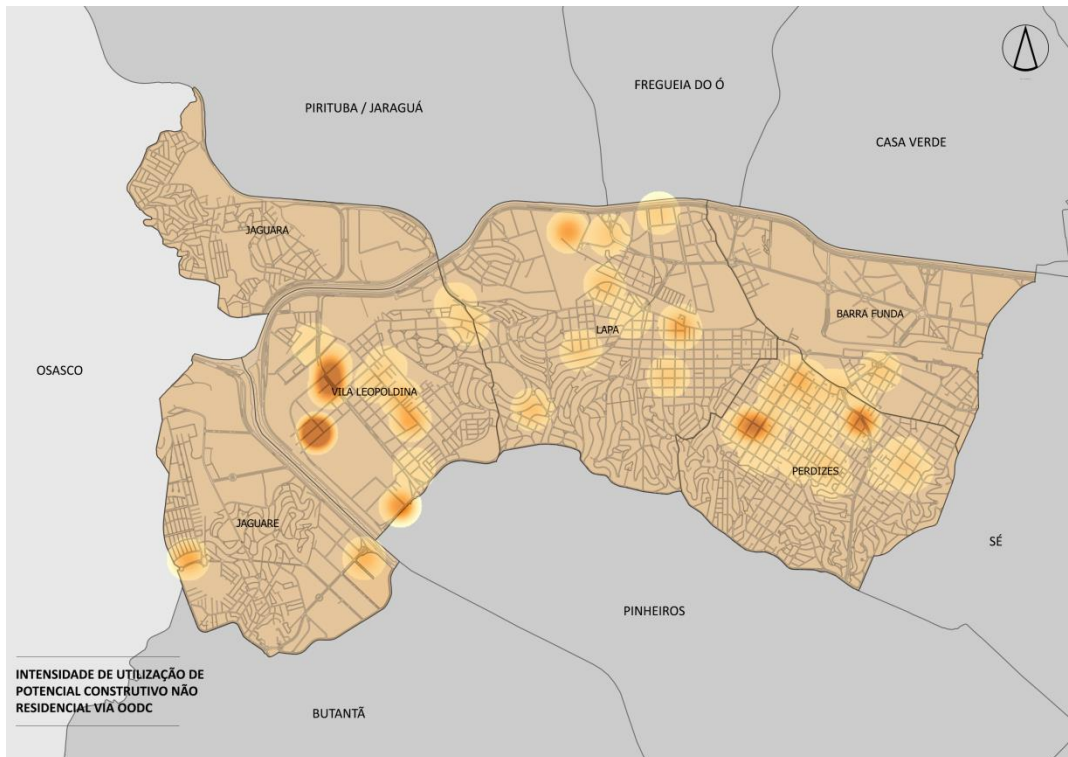 FREGUEIA DO Ó
PIRITUBA / JARAGUÁ
CASA VERDE
JAGUARA
BARRA FUNDA
LAPA
OSASCO
VILA LEOPOLDINA
PERDIZES
JAGUARE
SÉ
PINHEIROS
INTENSIDADE DE UTILIZAÇÃO DE
POTENCIAL CONSTRUTIVO NÃO
RESIDENCIAL VIA OODC
BUTANTÃ